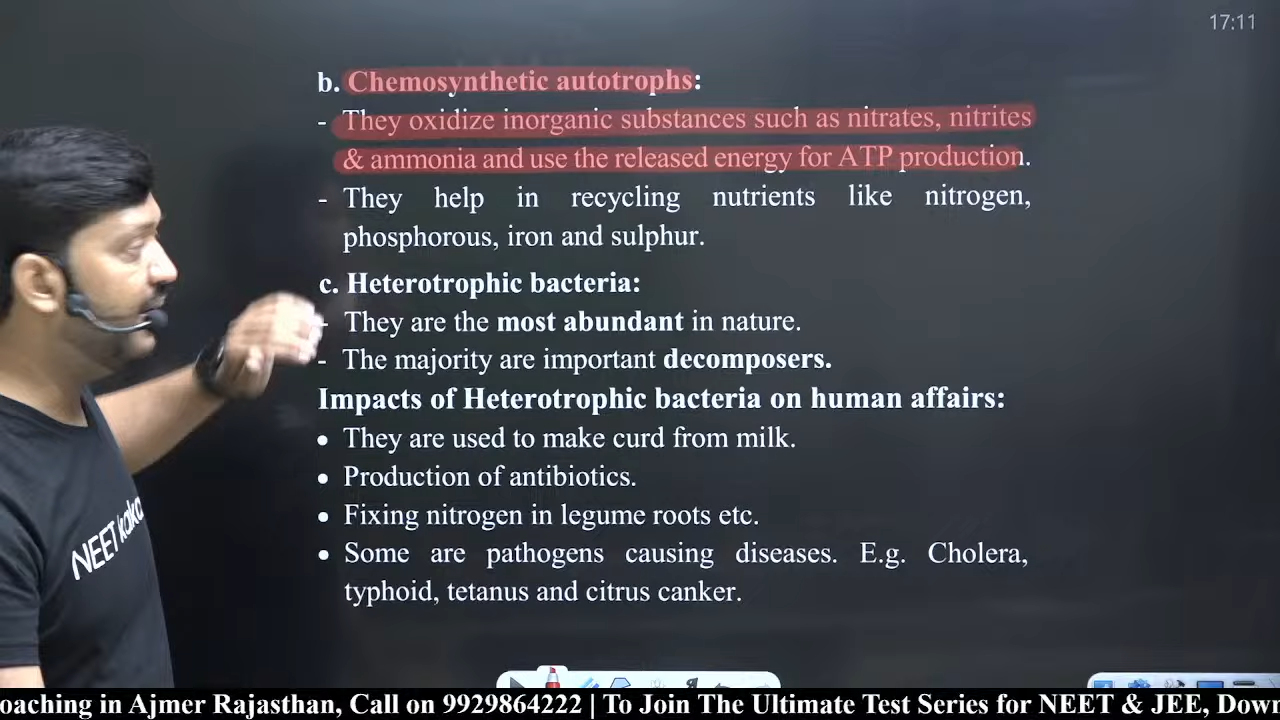 17:11
b. Chemosynthetic autotrophs:
- They oxidize inorganic substances such as nitrates, nitrites
& ammonia and use the released energy for ATP production.
- They help in recycling nutrients like nitrogen,
phosphorous, iron and sulphur.
c. Heterotrophic bacteria:
- They are the most abundant in nature.
- The majority are important decomposers.
Impacts of Heterotrophic bacteria on human affairs:
• They are used to make curd from milk.
• Production of antibiotics.
• Fixing nitrogen in legume roots etc.
• Some are pathogens causing diseases. E.g. Cholera,
typhoid, tetanus and citrus canker.
NEET kaka
oaching in Ajmer Rajasthan, Call on 9929864222 | To Join The Ultimate Test Series for NEET & JEE, Down